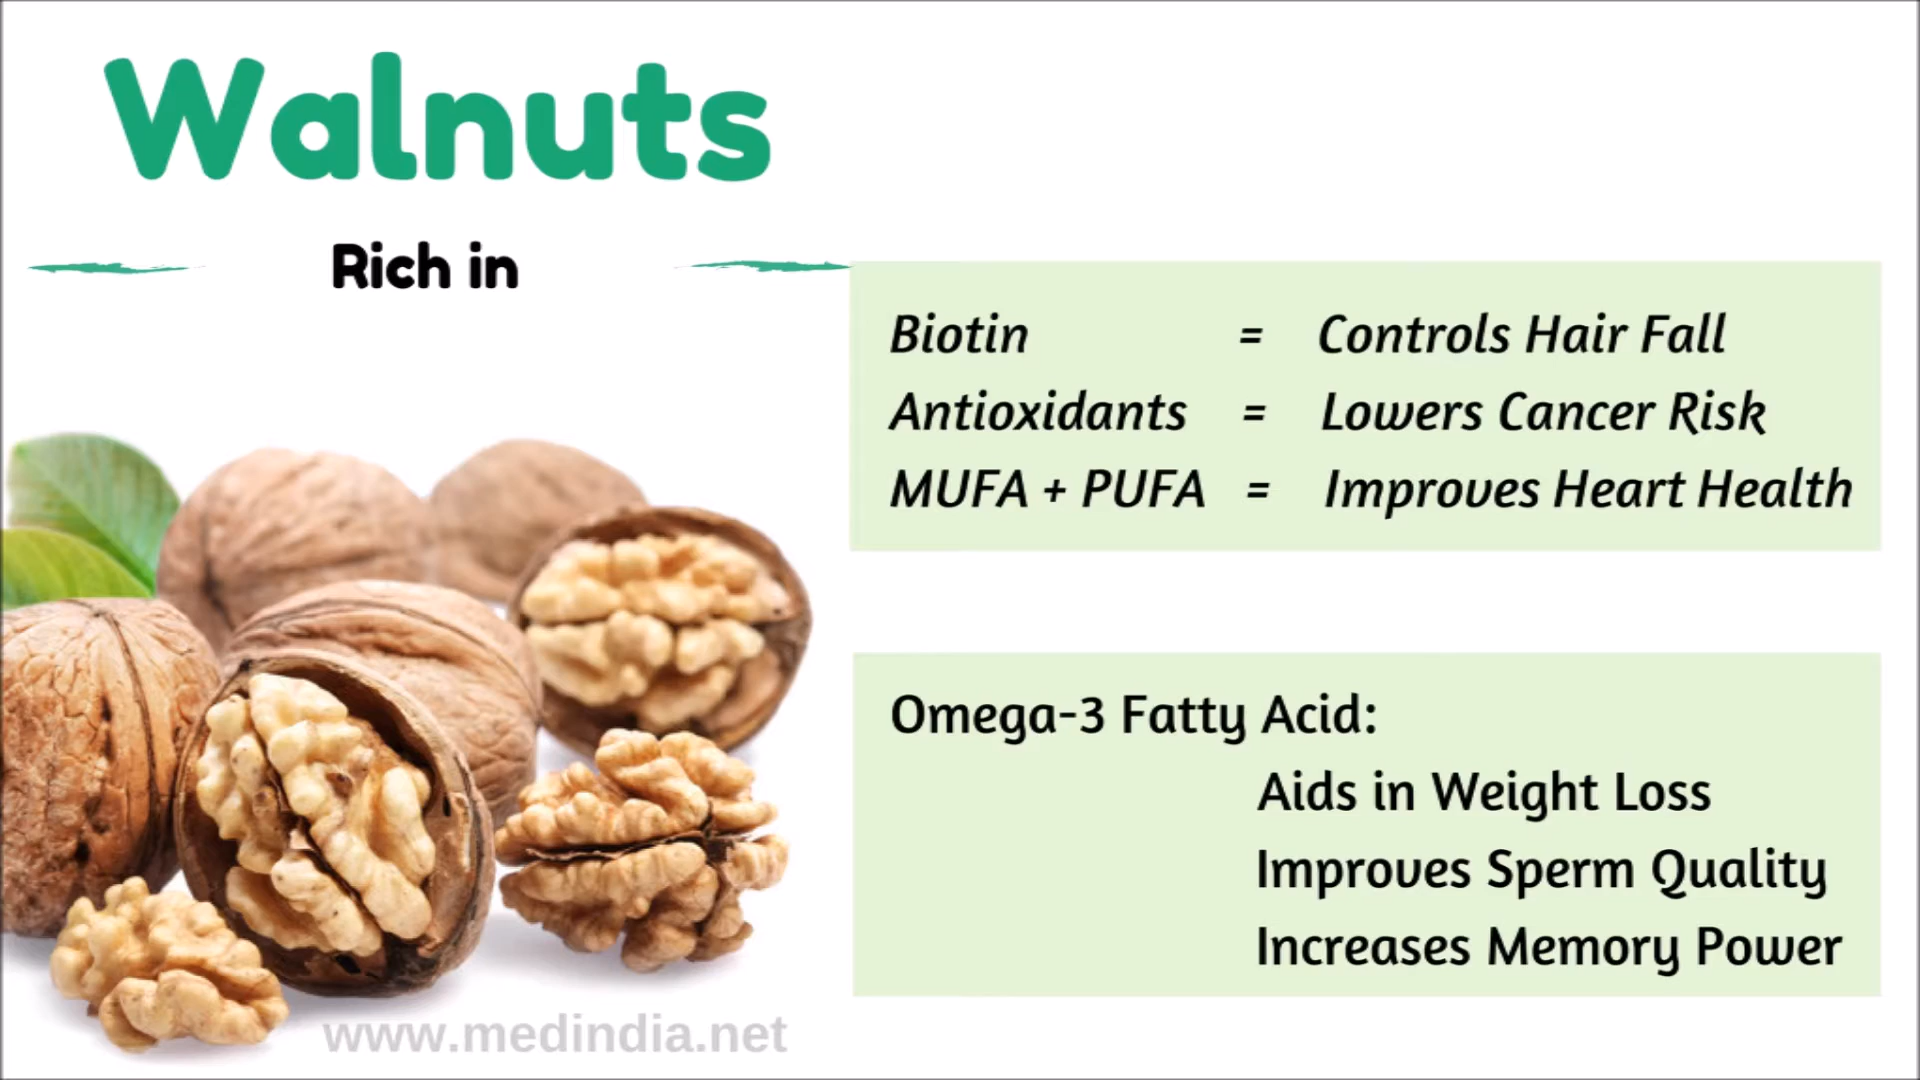 Walnuts
Rich in
Biotin = Controls Hair Fall
Antioxidants = Lowers Cancer Risk
MUFA + PUFA = Improves Heart Health
Omega-3 Fatty Acid:
Aids in Weight Loss
Improves Sperm Quality
Increases Memory Power
www.medindia.net